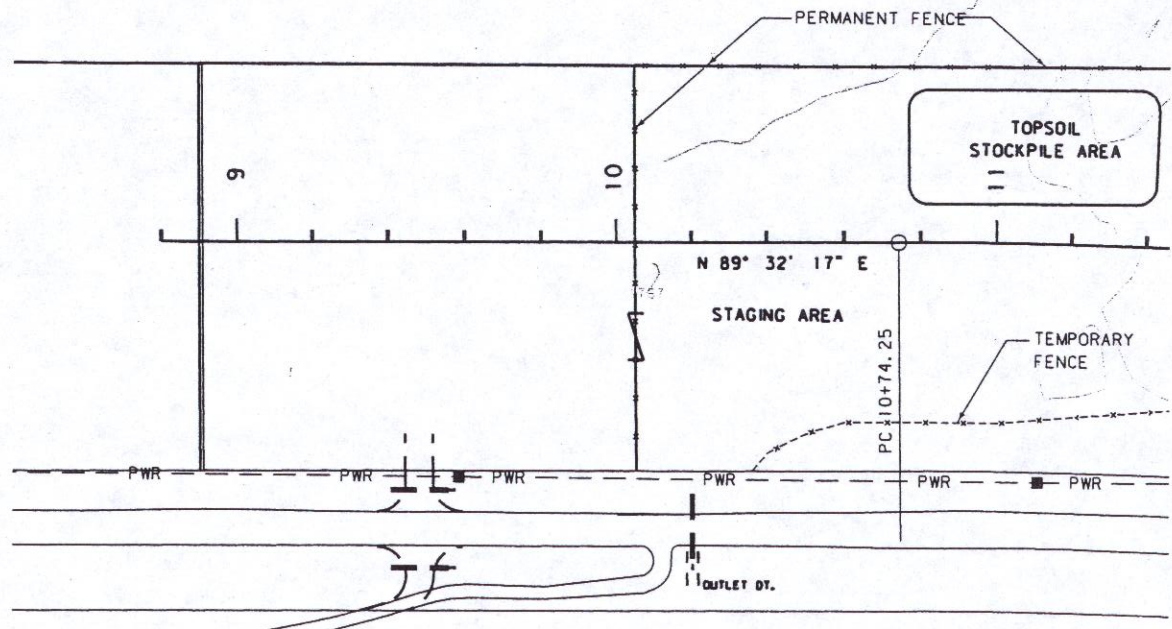 PERMANENT FENCE
TOPSOIL
STOCKPILE AREA
9
10
11
N 89° 32' 17" E
STAGING AREA
TEMPORARY
FENCE
PC 10+74.25
PWR
PWR
PWR
PWR
PWR
PWR
OUTLET DT.